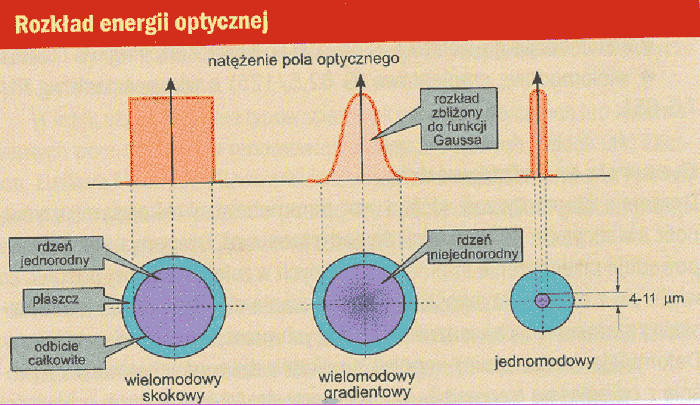 Rozkład energii optycznej
natężenie pola optycznego
rozkład
zbliżony
do funkcji
Gaussa
rdzeń
jednorodny
płaszcz
odbicie
całkowite
rdzeń
niejednorodny
4-11 μm
wielomodowy
skokowy
wielomodowy
gradientowy
jednomodowy